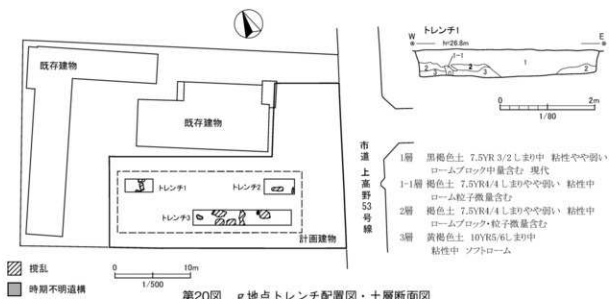 トレンチ1
W
E
h=26.8m
1-1
1
2
2
3
3
2
0
2m
1/80
既存建物
既存建物
トレンチ1
トレンチ2
トレンチ3
計画建物
市道 上高野53号線
1層 黒褐色土 7.5YR 3/2 しまり中 粘性やや弱い
ロームブロック中量含む 現代
1-1層 褐色土 7.5YR4/4 しまりやや弱い 粘性中
ローム粒子微量含む
2層 褐色土 7.5YR4/4 しまりやや弱い 粘性中
ロームブロック・粒子微量含む
3層 黄褐色土 10YR5/6しまり中
粘性中 ソフトローム
攪乱
時期不明遺構
0
10m
1/500
第20図 g地点トレンチ配置図・土層断面図